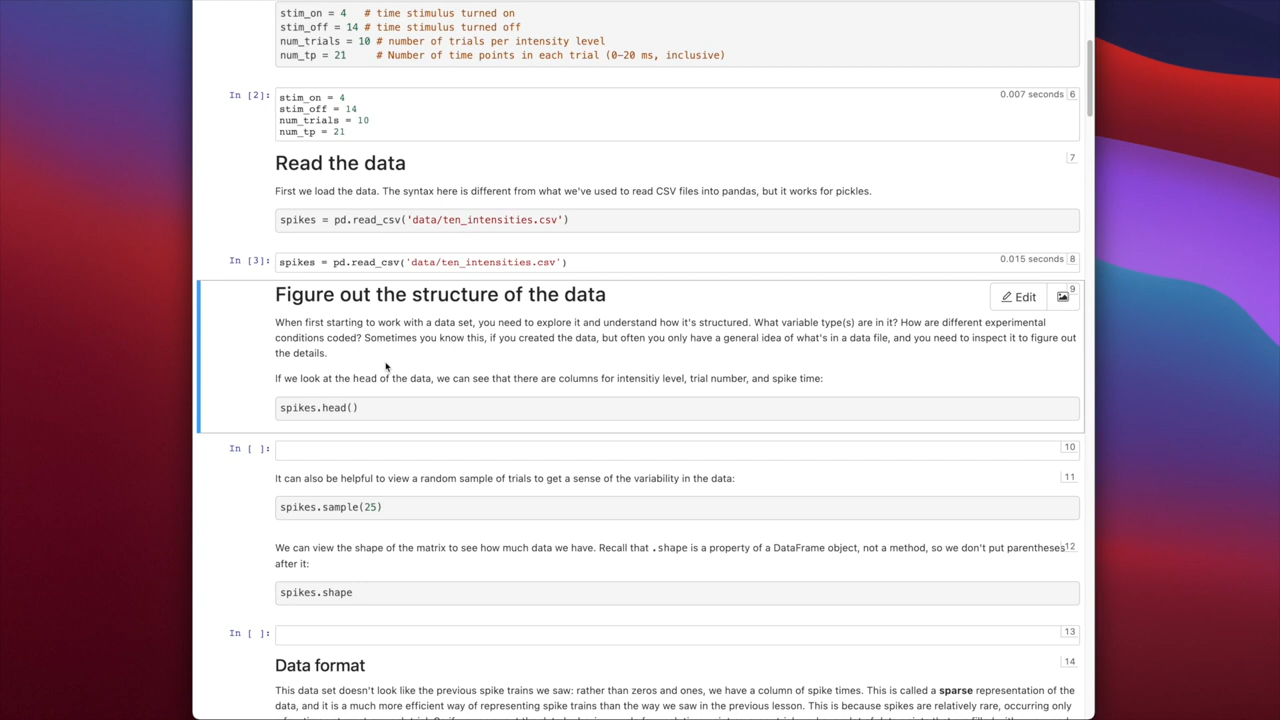 stim_on = 4   # time stimulus turned on
stim_off = 14 # time stimulus turned off
num_trials = 10 # number of trials per intensity level
num_tp = 21    # Number of time points in each trial (0-20 ms, inclusive)
In [2]:
stim_on = 4
stim_off = 14
num_trials = 10
num_tp = 21
0.007 seconds 6
Read the data
7
First we load the data. The syntax here is different from what we've used to read CSV files into pandas, but it works for pickles.
spikes = pd.read_csv('data/ten_intensities.csv')
In [3]: spikes = pd.read_csv('data/ten_intensities.csv')
0.015 seconds 8
Figure out the structure of the data
Edit
9
When first starting to work with a data set, you need to explore it and understand how it's structured. What variable type(s) are in it? How are different experimental
conditions coded? Sometimes you know this, if you created the data, but often you only have a general idea of what's in a data file, and you need to inspect it to figure out
the details.
If we look at the head of the data, we can see that there are columns for intensitiy level, trial number, and spike time:
spikes.head()
In [ ]:
10
It can also be helpful to view a random sample of trials to get a sense of the variability in the data:
11
spikes.sample(25)
We can view the shape of the matrix to see how much data we have. Recall that .shape is a property of a DataFrame object, not a method, so we don't put parentheses
12
after it:
spikes.shape
In [ ]:
13
Data format
14
This data set doesn't look like the previous spike trains we saw: rather than zeros and ones, we have a column of spike times. This is called a sparse representation of the
data, and it is a much more efficient way of representing spike trains than the way we saw in the previous lesson. This is because spikes are relatively rare, occurring only